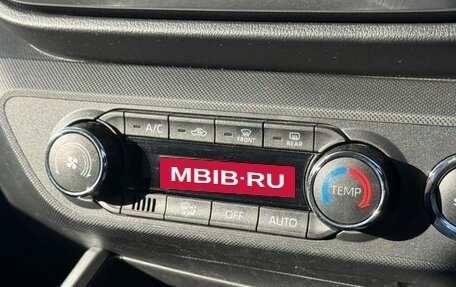 A/C
FRONT
REAR
MBIB·RU
TEMP
OFF
AUTO